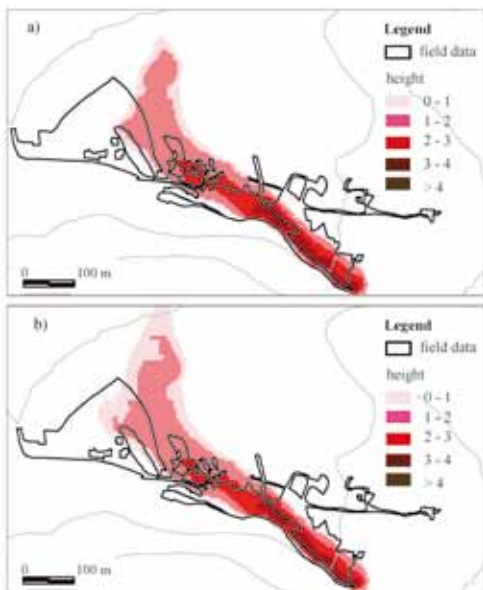 a)
Legend
field data
height
0 - 1
1 - 2
2 - 3
3 - 4
> 4
0 100 m
b)
Legend
field data
height
0 - 1
1 - 2
2 - 3
3 - 4
> 4
0 100 m